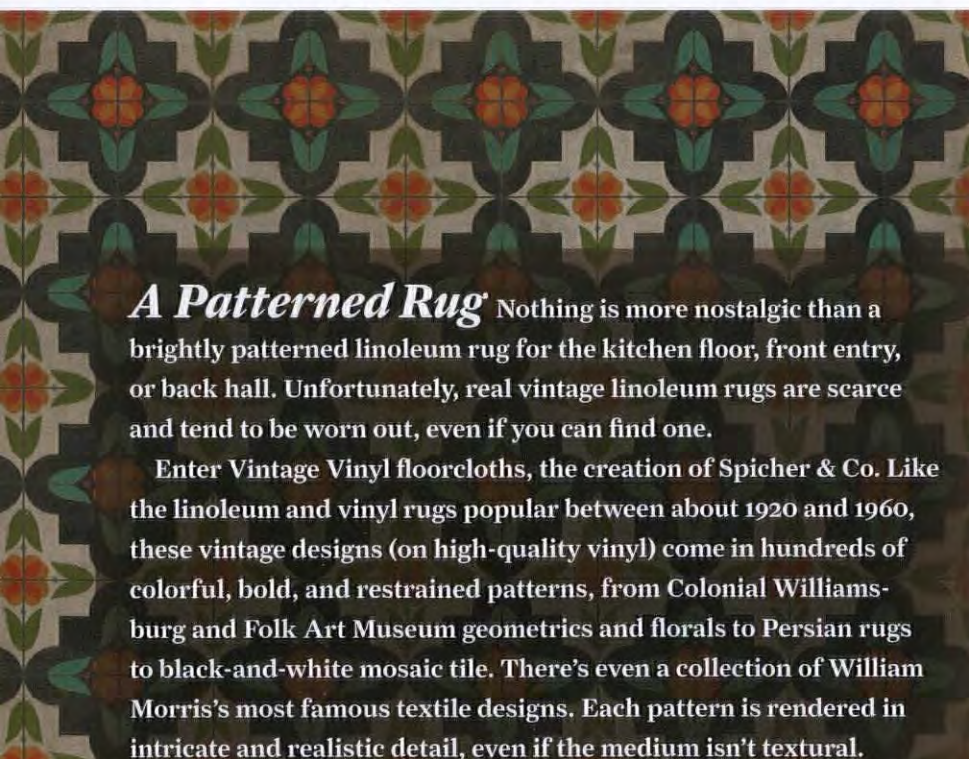 A Patterned Rug Nothing is more nostalgic than a
brightly patterned linoleum rug for the kitchen floor, front entry,
or back hall. Unfortunately, real vintage linoleum rugs are scarce
and tend to be worn out, even if you can find one.
Enter Vintage Vinyl floorcloths, the creation of Spicher & Co. Like
the linoleum and vinyl rugs popular between about 1920 and 1960,
these vintage designs (on high-quality vinyl) come in hundreds of
colorful, bold, and restrained patterns, from Colonial Williams-
burg and Folk Art Museum geometrics and florals to Persian rugs
to black-and-white mosaic tile. There’s even a collection of William
Morris’s most famous textile designs. Each pattern is rendered in
intricate and realistic detail, even if the medium isn’t textural.